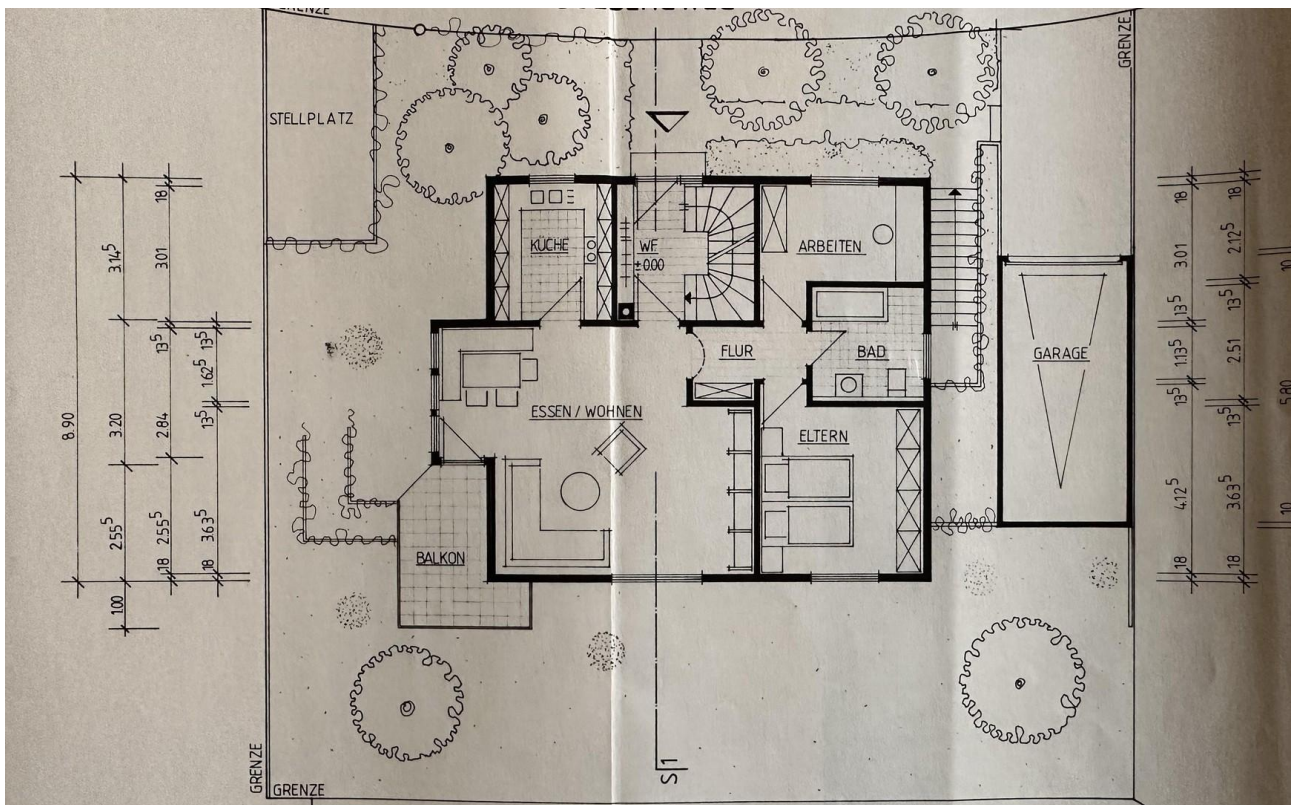 GRENZE
GRENZE
STELLPLATZ
KÜCHE
WF.
±0.00
ARBEITEN
FLUR
BAD
GARAGE
ESSEN / WOHNEN
ELTERN
BALKON
GRENZE
GRENZE
S|1
8.90
3.14⁵
3.20
2.55⁵
1.00
18
3.01
13⁵
2.84
2.55⁵
18
13⁵
1.62⁵
13⁵
3.63⁵
18
18
3.01
13⁵
1.13⁵
13⁵
4.12⁵
18
18
2.12⁵
13⁵
2.51
13⁵
3.63⁵
18
10
5.80
10